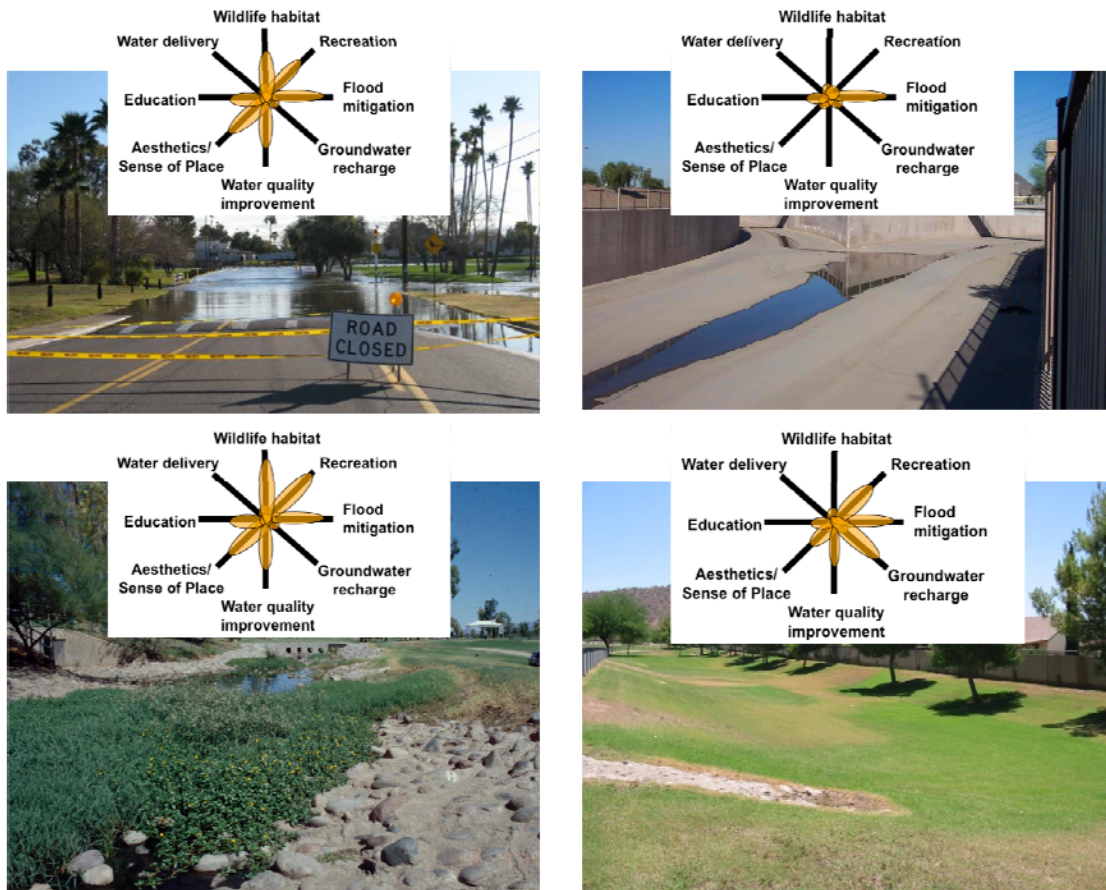 Wildlife habitat
Water delivery
Recreation
Education
Flood
mitigation
Aesthetics/
Sense of Place
Groundwater
recharge
Water quality
improvement
ROAD
CLOSED
Wildlife habitat
Water delivery
Recreation
Education
Flood
mitigation
Aesthetics/
Sense of Place
Groundwater
recharge
Water quality
improvement
Wildlife habitat
Water delivery
Recreation
Education
Flood
mitigation
Aesthetics/
Sense of Place
Groundwater
recharge
Water quality
improvement
Wildlife habitat
Water delivery
Recreation
Education
Flood
mitigation
Aesthetics/
Sense of Place
Groundwater
recharge
Water quality
improvement